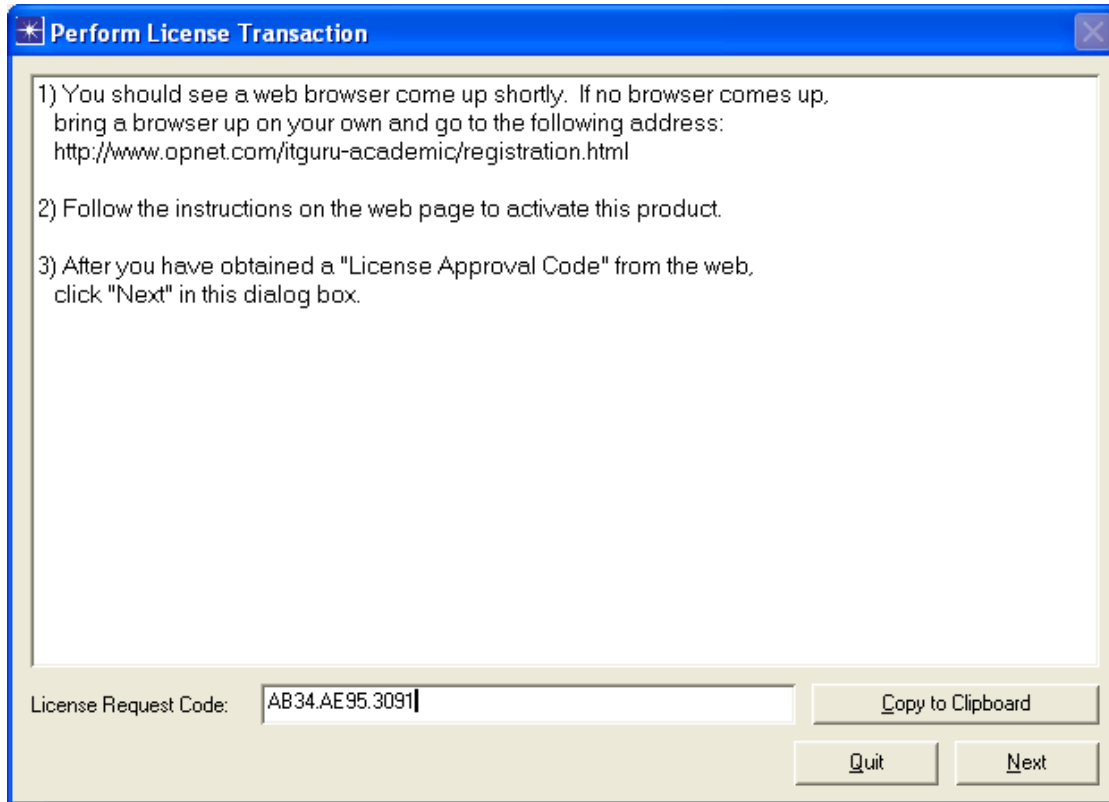 Perform License Transaction
1) You should see a web browser come up shortly. If no browser comes up,
bring a browser up on your own and go to the following address:
http://www.opnet.com/itguru-academic/registration.html
2) Follow the instructions on the web page to activate this product.
3) After you have obtained a "License Approval Code" from the web,
click "Next" in this dialog box.
License Request Code: AB34.AE95.3091 Copy to Clipboard
Quit Next